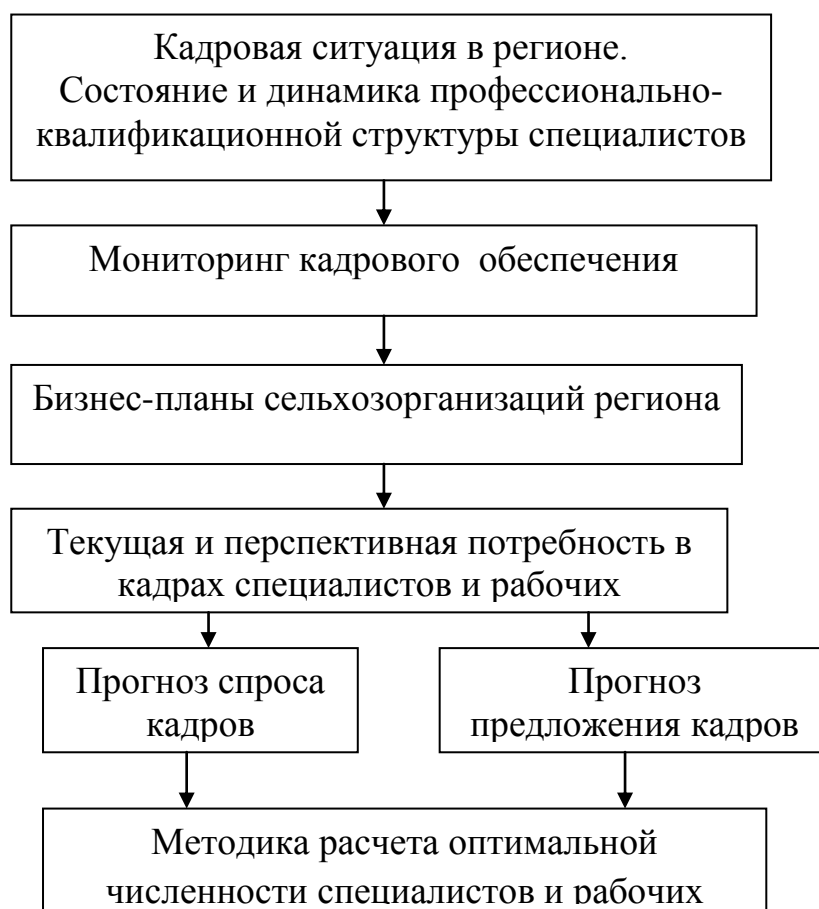 Кадровая ситуация в регионе.
Состояние и динамика профессионально-
квалификационной структуры специалистов
Мониторинг кадрового обеспечения
Бизнес-планы сельхозорганизаций региона
Текущая и перспективная потребность в
кадрах специалистов и рабочих
Прогноз спроса
кадров
Прогноз
предложения кадров
Методика расчета оптимальной
численности специалистов и рабочих